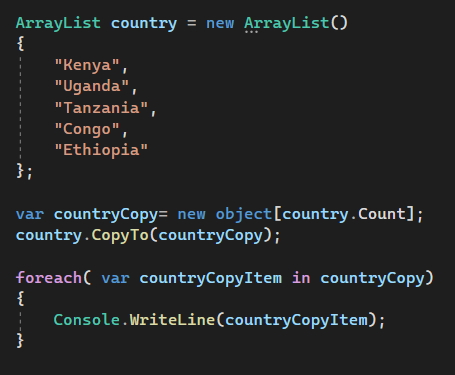 ArrayList country = new ArrayList()
{
    "Kenya",
    "Uganda",
    "Tanzania",
    "Congo",
    "Ethiopia"
};

var countryCopy= new object[country.Count];
country.CopyTo(countryCopy);

foreach( var countryCopyItem in countryCopy)
{
    Console.WriteLine(countryCopyItem);
}